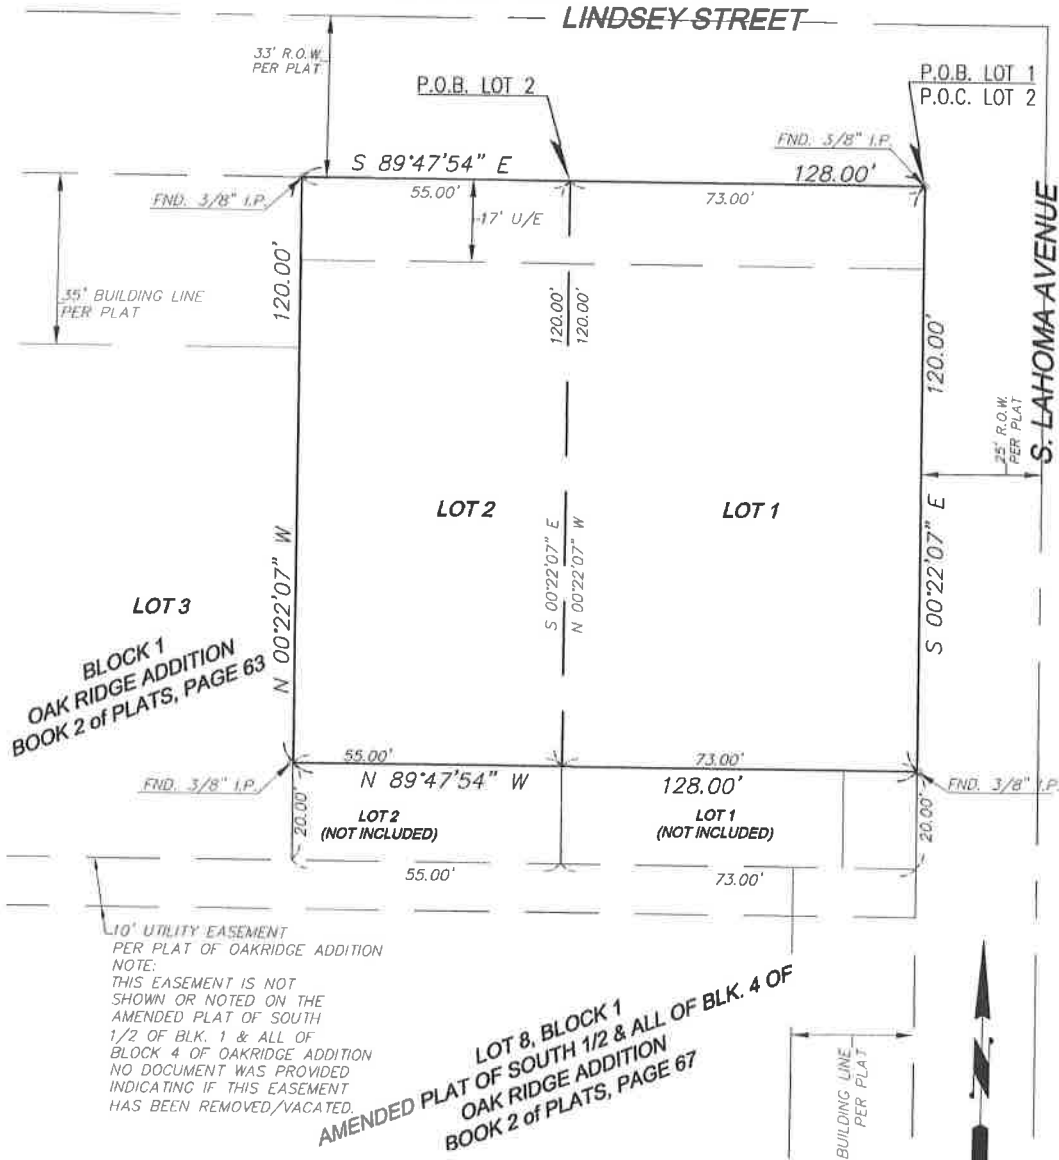 LINDSEY STREET
33' R.O.W.
PER PLAT
P.O.B. LOT 2
P.O.B. LOT 1
P.O.C. LOT 2
FND. 3/8" I.P.
S 89°47'54" E
128.00'
FND. 3/8" I.P.
55.00'
73.00'
17' U/E
S. LAHOMA AVENUE
120.00'
35' BUILDING LINE
PER PLAT
120.00'
120.00'
120.00'
25' R.O.W.
PER PLAT
LOT 2
LOT 1
N 00°22'07" W
S 00°22'07" E
N 00°22'07" W
S 00°22'07" E
LOT 3
BLOCK 1
OAK RIDGE ADDITION
BOOK 2 of PLATS, PAGE 63
55.00'
73.00'
FND. 3/8" I.P.
N 89°47'54" W
128.00'
FND. 3/8" I.P.
20.00'
LOT 2
(NOT INCLUDED)
LOT 1
(NOT INCLUDED)
20.00'
55.00'
73.00'
10' UTILITY EASEMENT
PER PLAT OF OAKRIDGE ADDITION
NOTE:
THIS EASEMENT IS NOT
SHOWN OR NOTED ON THE
AMENDED PLAT OF SOUTH
1/2 OF BLK. 1 & ALL OF
BLOCK 4 OF OAKRIDGE ADDITION
NO DOCUMENT WAS PROVIDED
INDICATING IF THIS EASEMENT
HAS BEEN REMOVED/VACATED.
LOT 8, BLOCK 1
AMENDED PLAT OF SOUTH 1/2 & ALL OF BLK. 4 OF
OAK RIDGE ADDITION
BOOK 2 of PLATS, PAGE 67
BUILDING LINE
PER PLAT
N